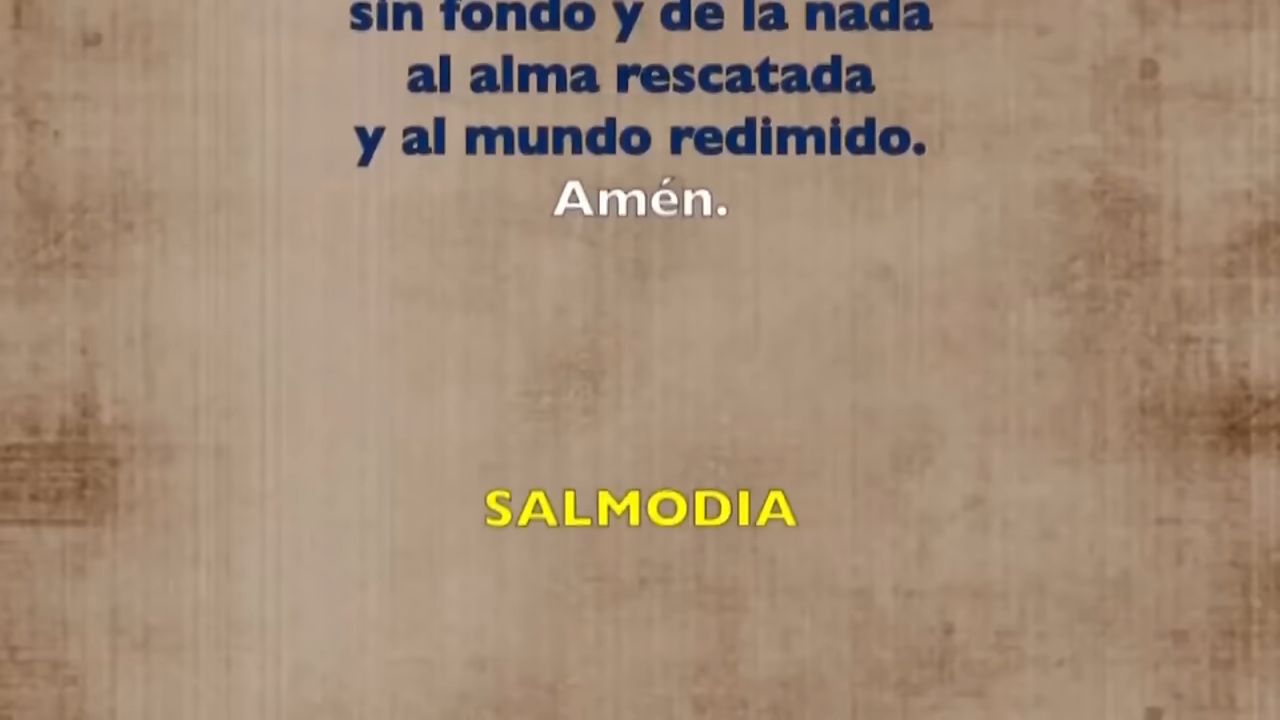 sin fondo y de la nada
al alma rescatada
y al mundo redimido.
Amén.
SALMODIA